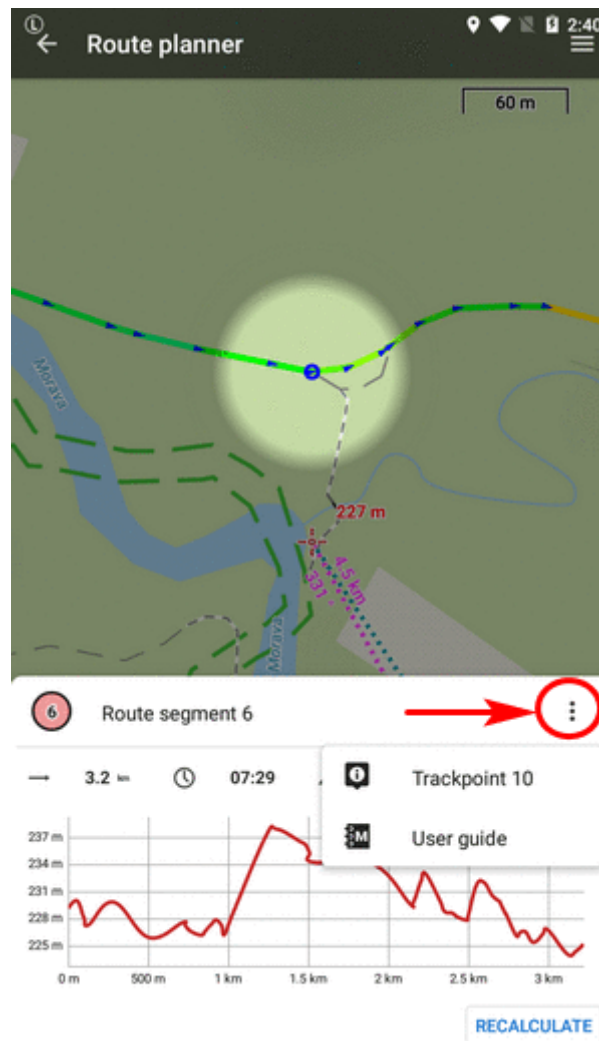 L
2:40
Route planner
60 m
Morava
227 m
4.5 km
331 °
Morava
6
Route segment 6
3.2 km
07:29
Trackpoint 10
M
User guide
237 m
234 m
231 m
228 m
225 m
0 m 500 m 1 km 1.5 km 2 km 2.5 km 3 km
RECALCULATE